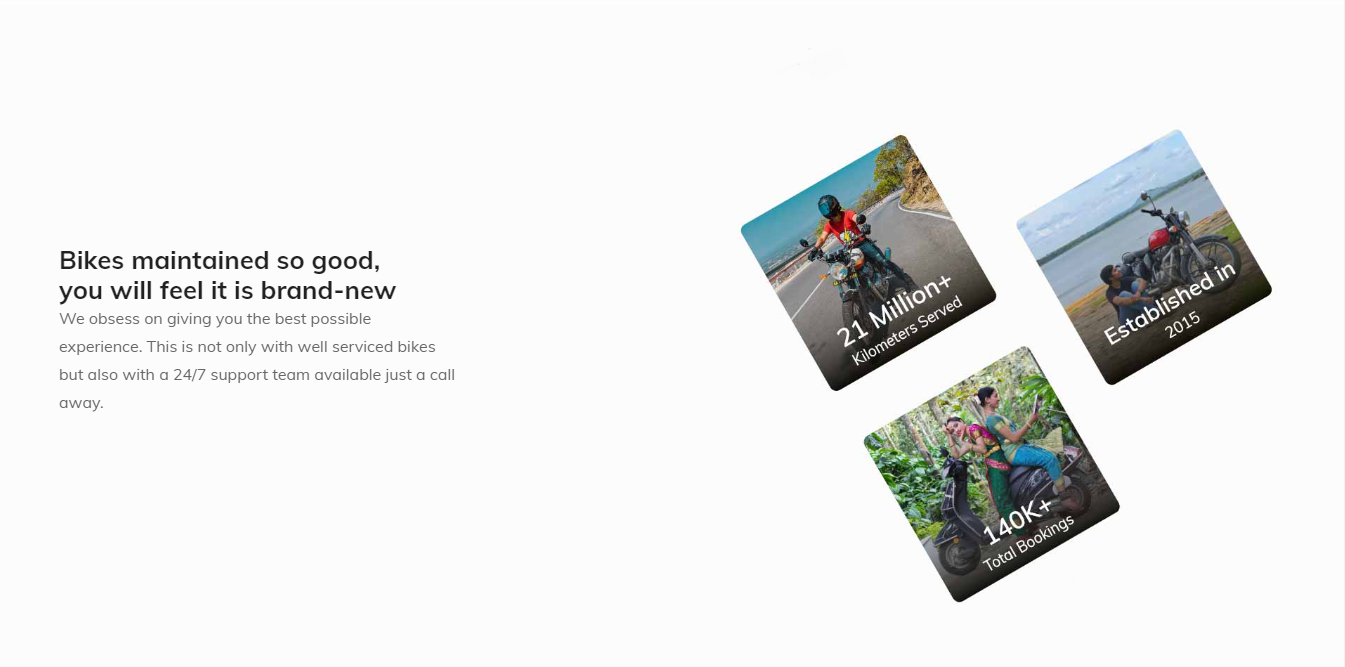 Bikes maintained so good,
you will feel it is brand-new
We obsess on giving you the best possible
experience. This is not only with well serviced bikes
but also with a 24/7 support team available just a call
away.
21 Million+
Kilometers Served
Established in
2015
140K+
Total Bookings